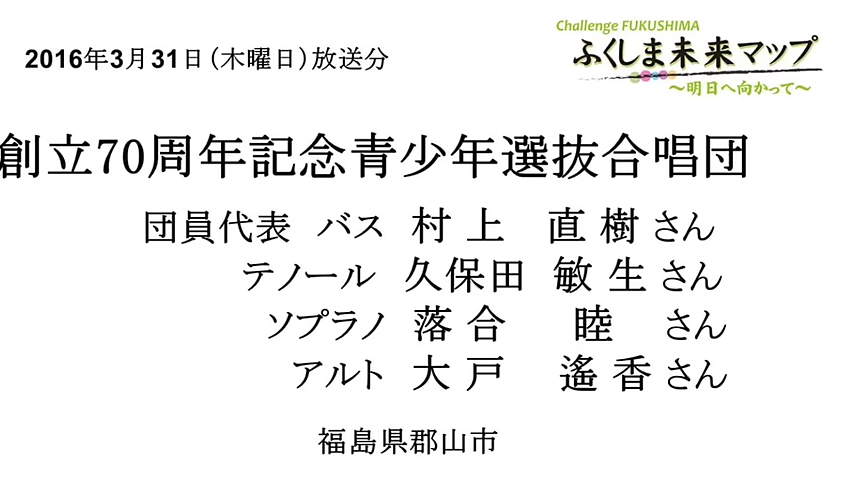 Challenge FUKUSHIMA
ふくしま未来マップ
～明日へ向かって～
2016年3月31日（木曜日）放送分
創立70周年記念青少年選抜合唱団
団員代表 バス 村上 直樹さん
テノール 久保田 敏生さん
ソプラノ 落合 睦 さん
アルト 大戸 遙香さん
福島県郡山市